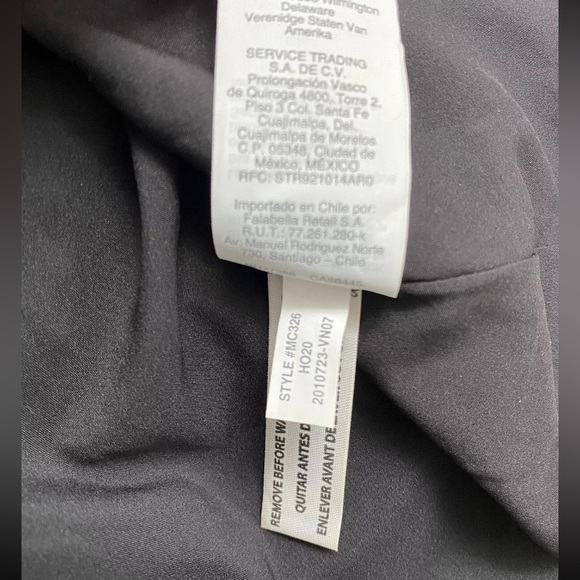 Wilmington
Delaware
Verenidge Staten Van
Amerika
SERVICE TRADING
S.A. DE C.V.
Prolongación Vasco
de Quiroga 4800, Torre 2,
Piso 3 Col. Santa Fe
Cuajimalpa, Del.
Cuajimalpa de Morelos
C.P. 05348, Ciudad de
México, MÉXICO
RFC: STR921014AR0
Importado en Chile por:
Falabella Retail S.A.
R.U.T.: 77.261.280-k
Av. Manuel Rodriguez Norte
730, Santiago – Chile
STYLE #MC326
HO20
2010723-VN07
REMOVE BEFORE WA
QUITAR ANTES D
ENLEVER AVANT DE